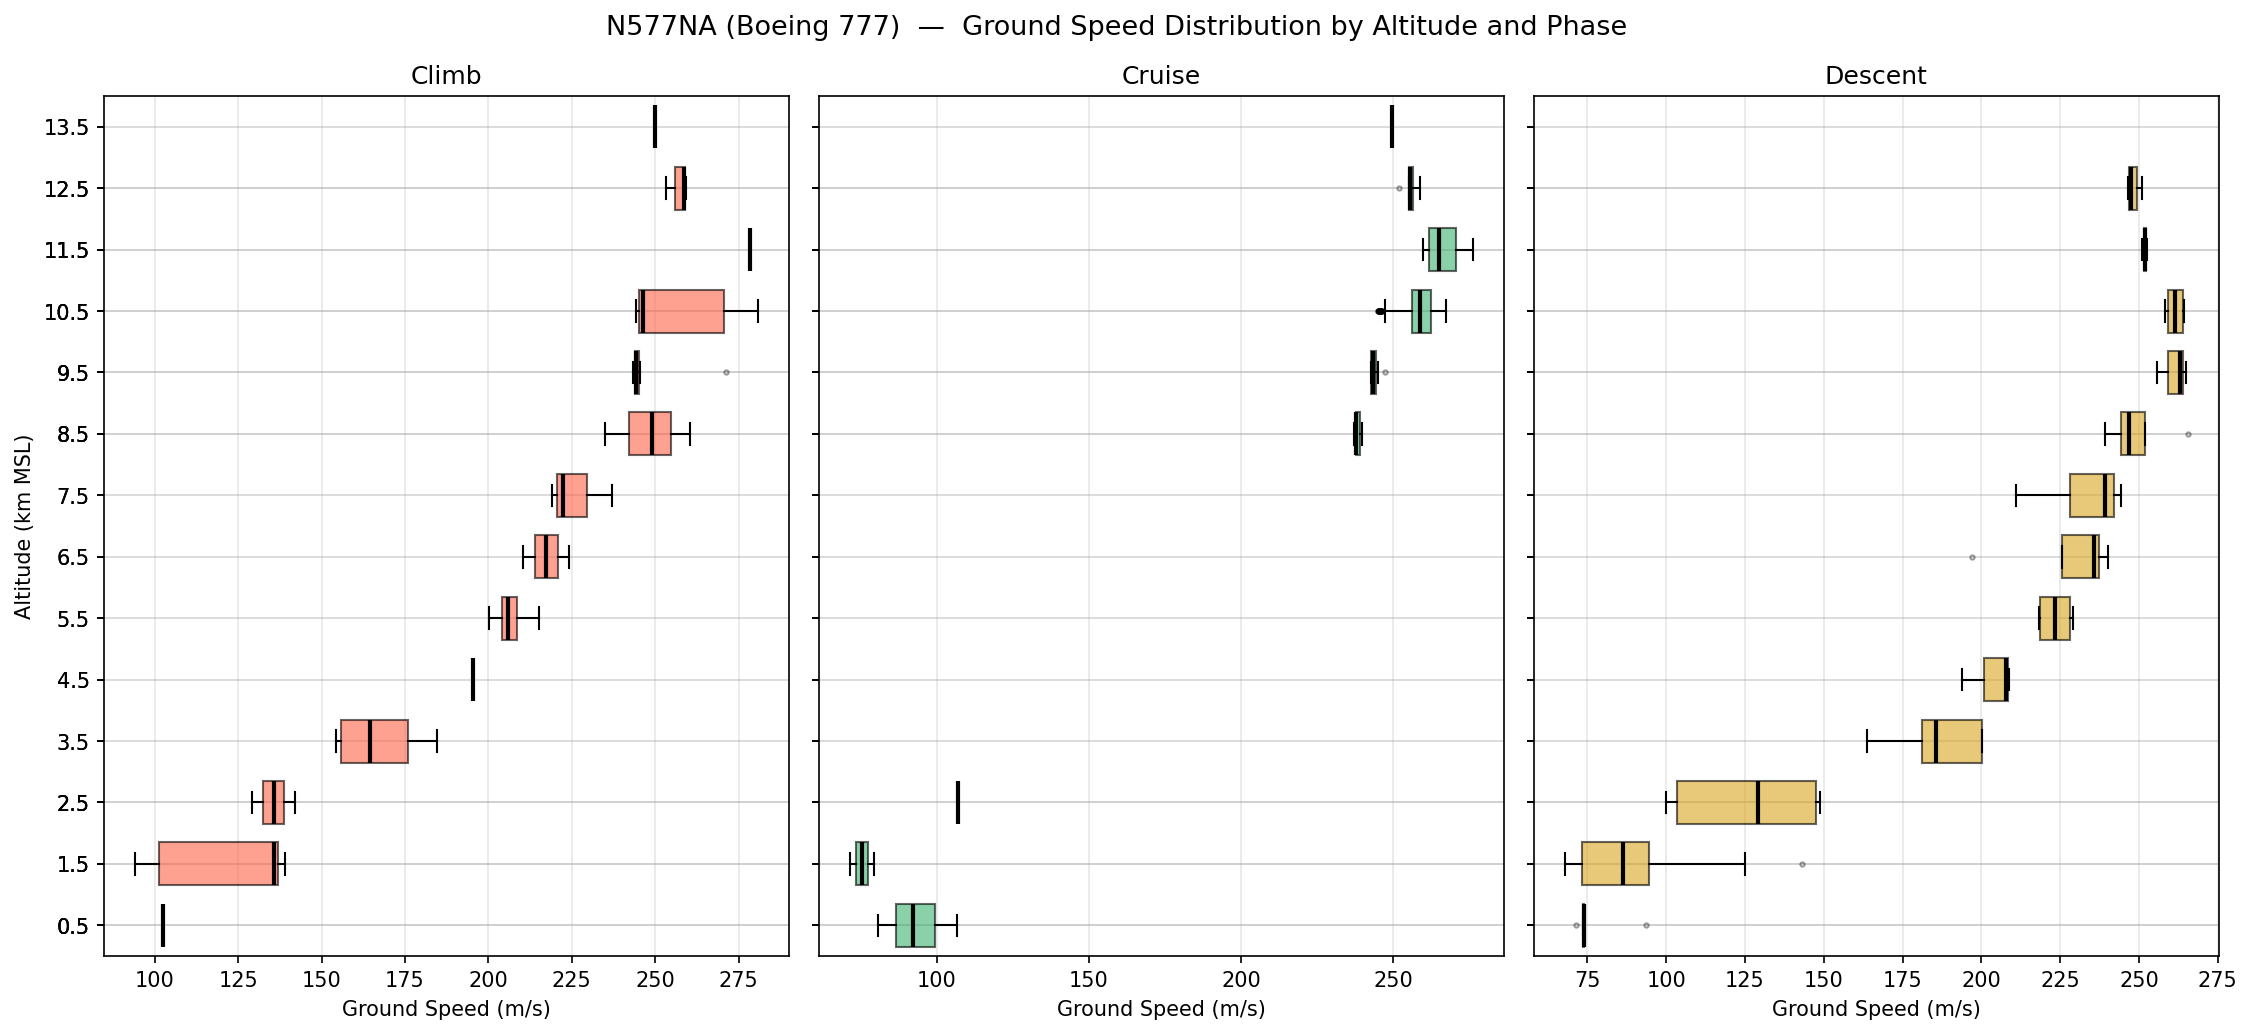 N577NA (Boeing 777)  —  Ground Speed Distribution by Altitude and Phase
Climb
Cruise
Descent
Altitude (km MSL)
13.5
12.5
11.5
10.5
9.5
8.5
7.5
6.5
5.5
4.5
3.5
2.5
1.5
0.5
100 125 150 175 200 225 250 275
100 150 200 250
75 100 125 150 175 200 225 250 275
Ground Speed (m/s)
Ground Speed (m/s)
Ground Speed (m/s)